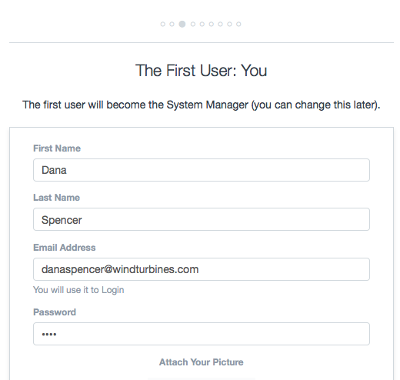 The First User: You
The first user will become the System Manager (you can change this later).
First Name
Dana
Last Name
Spencer
Email Address
danaspencer@windturbines.com
You will use it to Login
Password
••••
Attach Your Picture